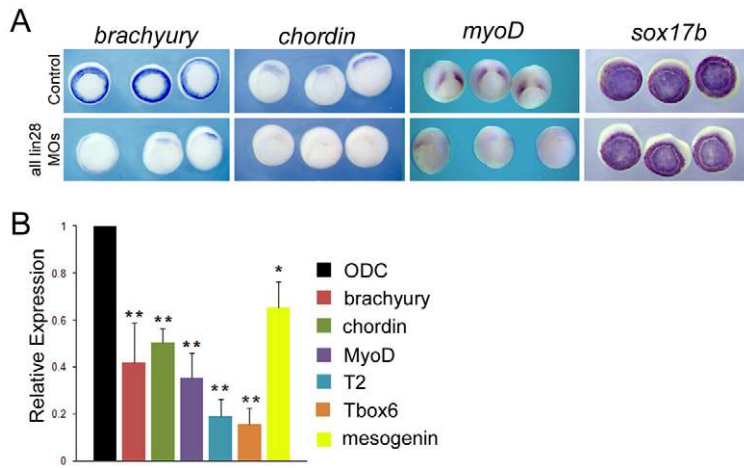 A
brachyury chordin myoD sox17b
Control
all lin28
MOs
B
Relative Expression
1
0.8
0.6
0.4
0.2
0
**
**
**
**
**
*
ODC
brachyury
chordin
MyoD
T2
Tbox6
mesogenin